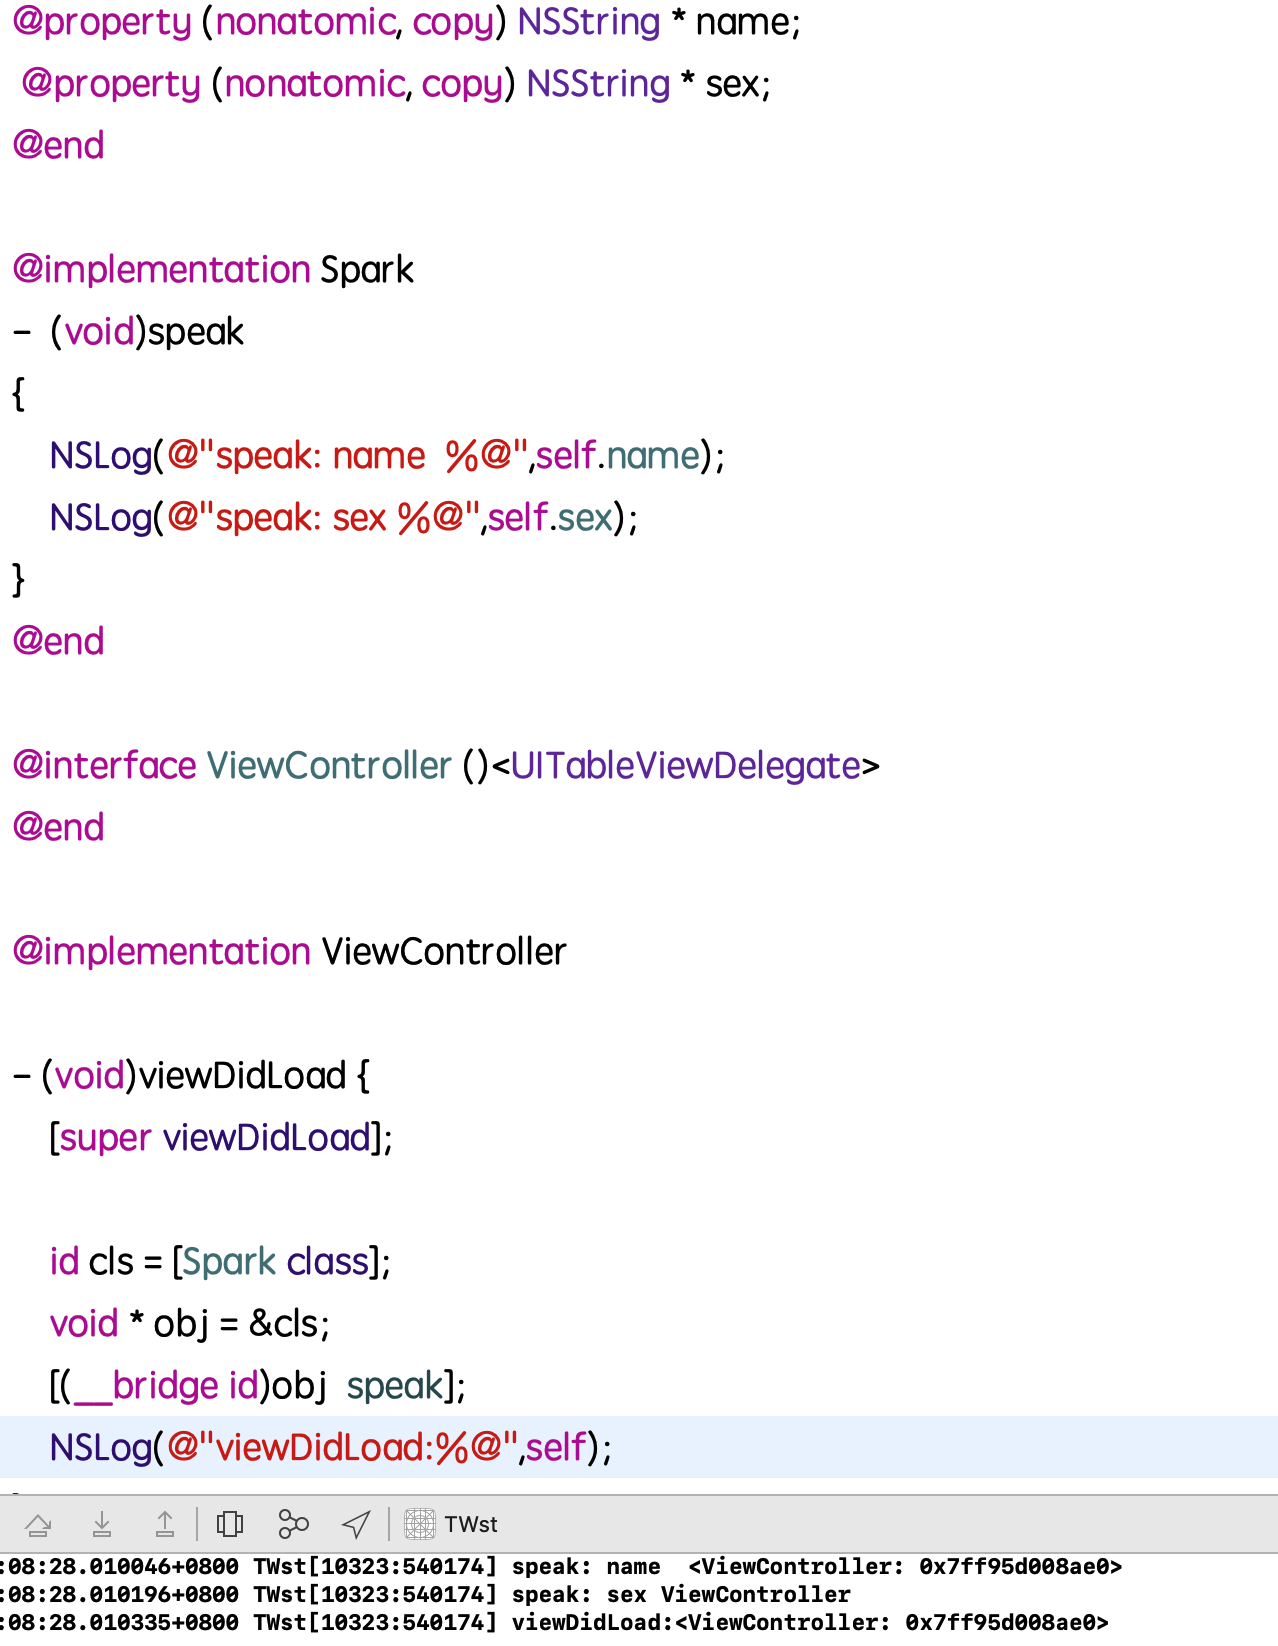 @property (nonatomic, copy) NSString * name;
@property (nonatomic, copy) NSString * sex;
@end
@implementation Spark
- (void)speak
{
NSLog(@"speak: name  %@",self.name);
NSLog(@"speak: sex %@",self.sex);
}
@end
@interface ViewController ()<UITableViewDelegate>
@end
@implementation ViewController
- (void)viewDidLoad {
[super viewDidLoad];
id cls = [Spark class];
void * obj = &cls;
[(__bridge id)obj  speak];
NSLog(@"viewDidLoad:%@",self);
TWst
:08:28.010046+0800 TWst[10323:540174] speak: name  <ViewController: 0x7ff95d008ae0>
:08:28.010196+0800 TWst[10323:540174] speak: sex ViewController
:08:28.010335+0800 TWst[10323:540174] viewDidLoad:<ViewController: 0x7ff95d008ae0>